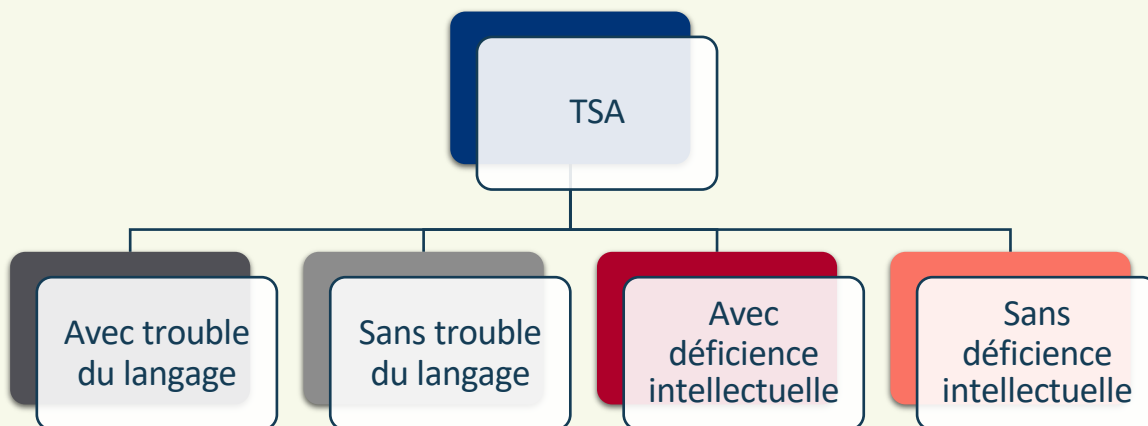 TSA
Avec trouble
du langage
Sans trouble
du langage
Avec
déficience
intellectuelle
Sans
déficience
intellectuelle